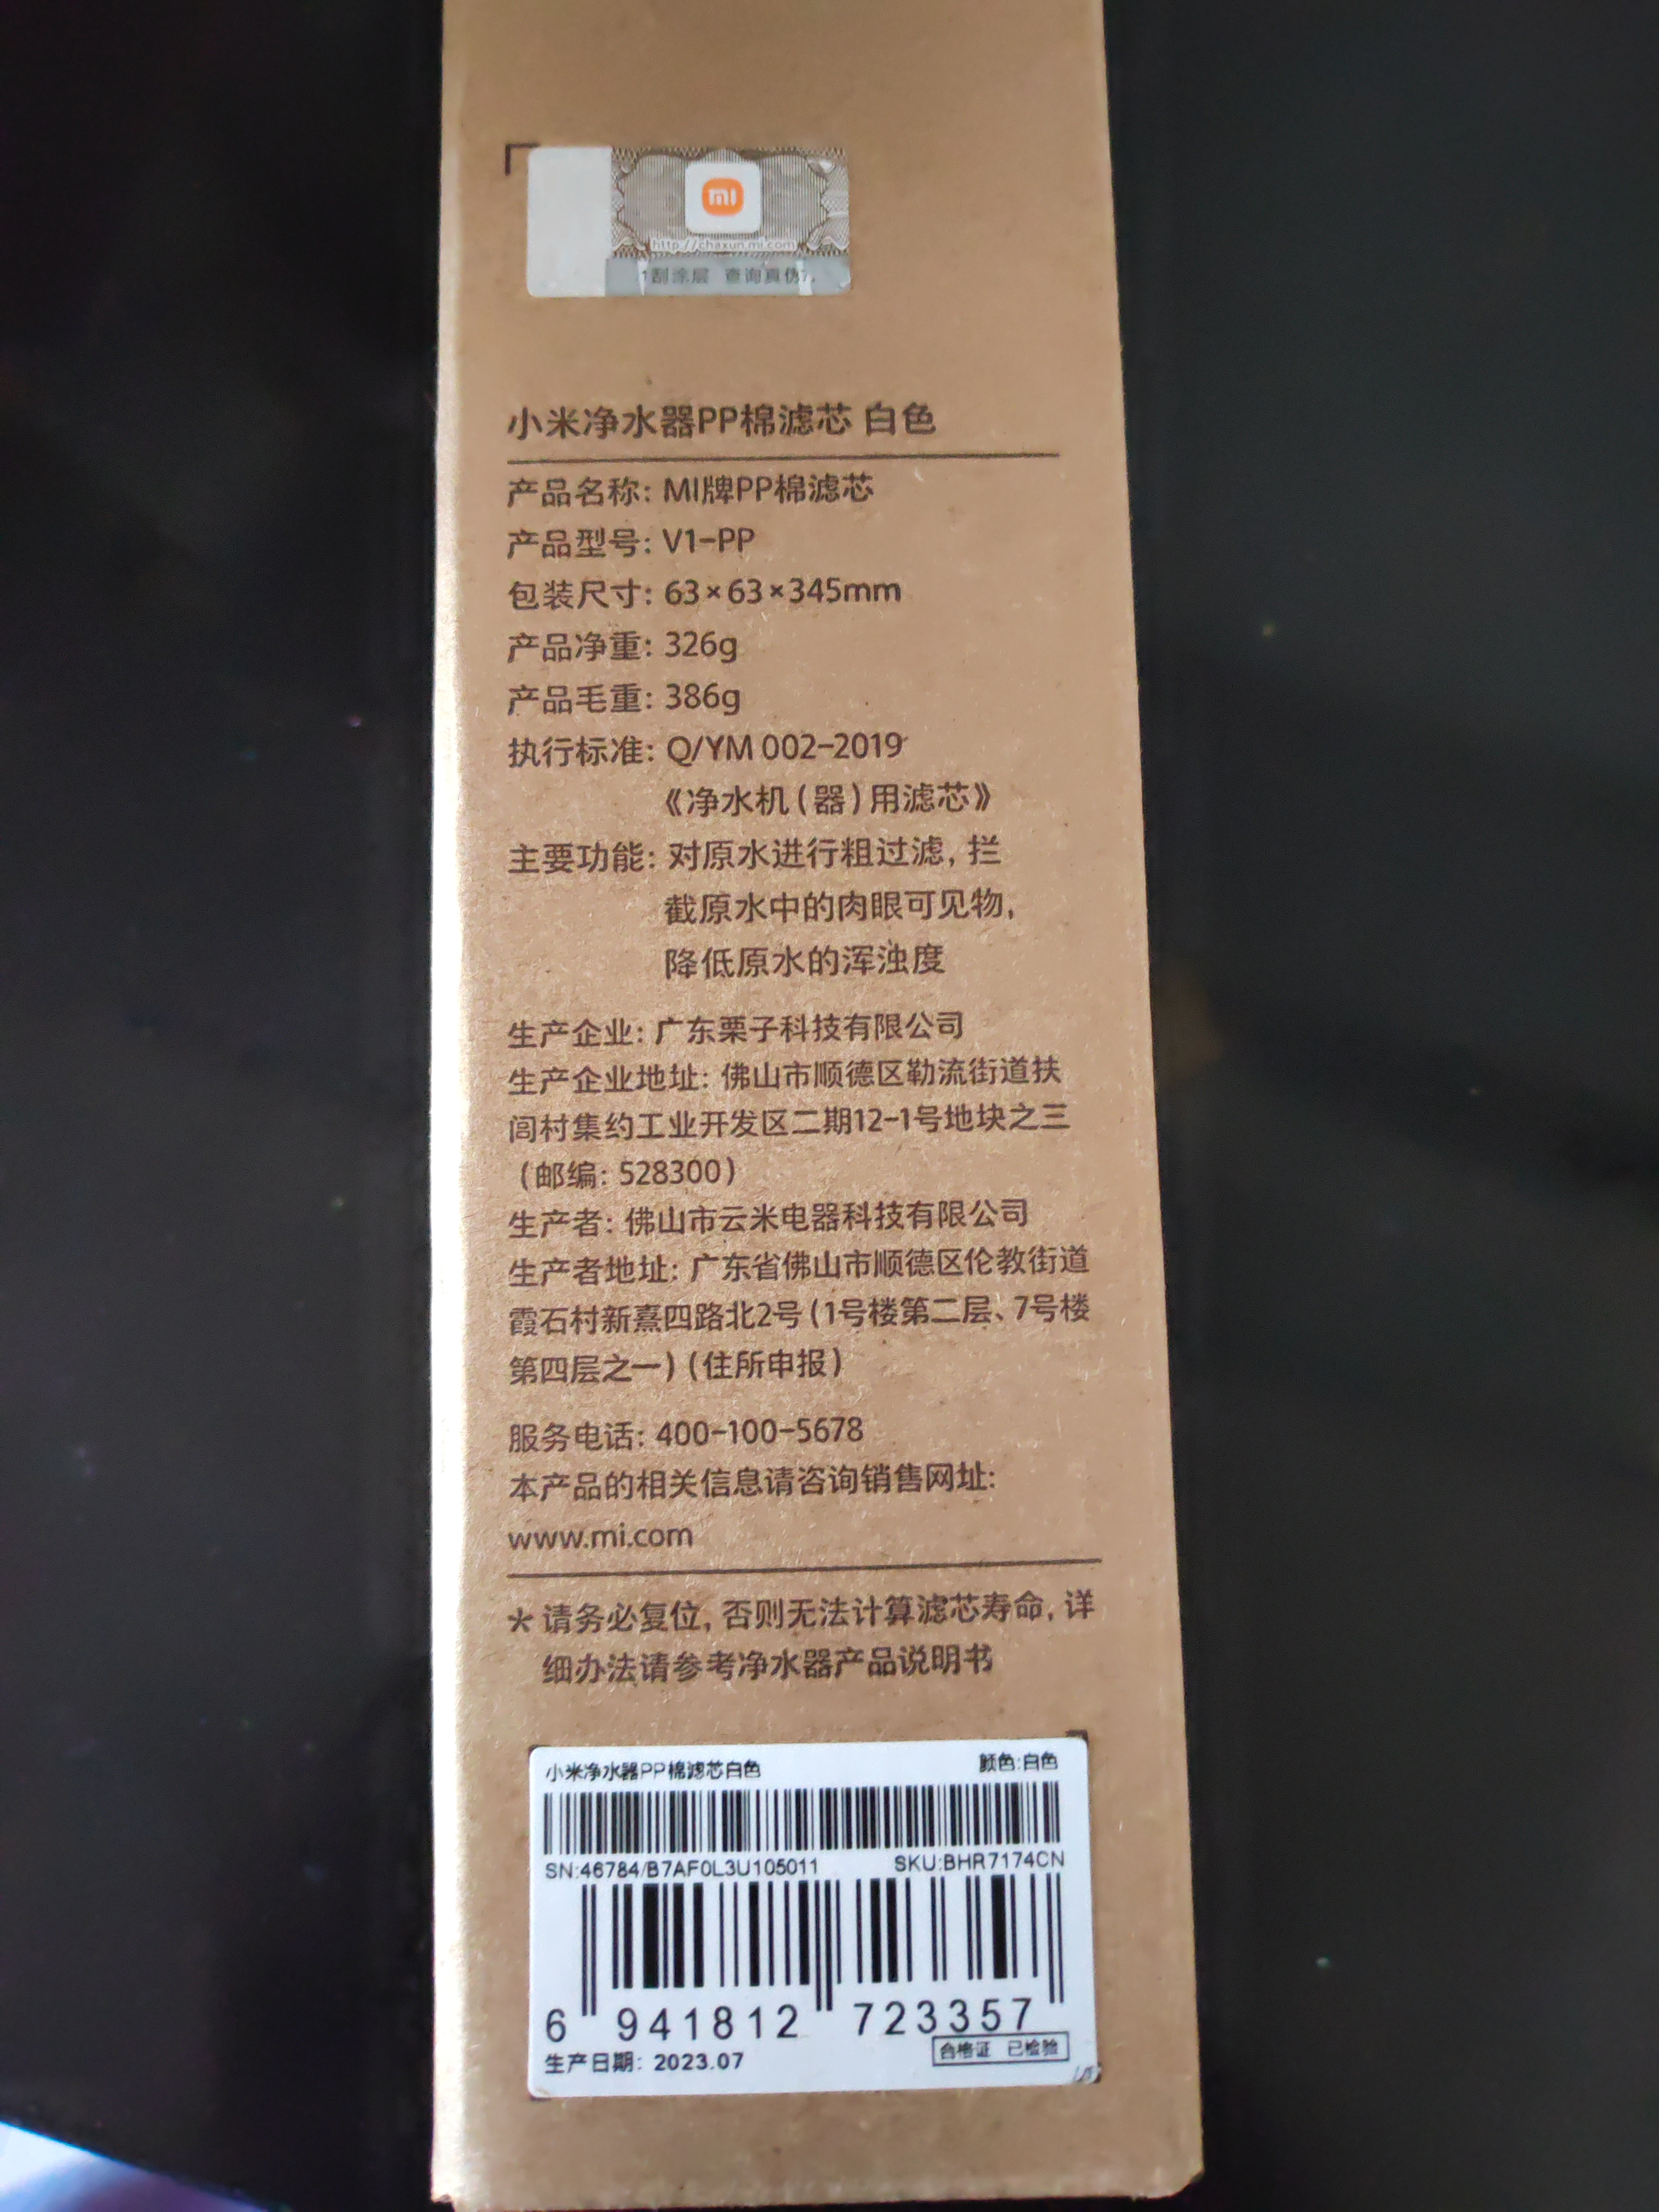 mi
http://chaxun.mi.com
刮涂层 查询真伪
小米净水器PP棉滤芯 白色
产品名称: MI牌PP棉滤芯
产品型号: V1-PP
包装尺寸: 63×63×345mm
产品净重: 326g
产品毛重: 386g
执行标准: Q/YM 002-2019
《净水机(器)用滤芯》
主要功能: 对原水进行粗过滤, 拦
截原水中的肉眼可见物,
降低原水的浑浊度
生产企业: 广东栗子科技有限公司
生产企业地址: 佛山市顺德区勒流街道扶
闾村集约工业开发区二期12-1号地块之三
(邮编: 528300)
生产者: 佛山市云米电器科技有限公司
生产者地址: 广东省佛山市顺德区伦教街道
霞石村新熹四路北2号(1号楼第二层、7号楼
第四层之一)(住所申报)
服务电话: 400-100-5678
本产品的相关信息请咨询销售网址:
www.mi.com
* 请务必复位, 否则无法计算滤芯寿命, 详
细办法请参考净水器产品说明书
小米净水器PP棉滤芯白色 颜色:白色
SN:46784/B7AF0L3U105011 SKU:BHR7174CN
6 941812 723357
生产日期: 2023.07 合格证 已检验